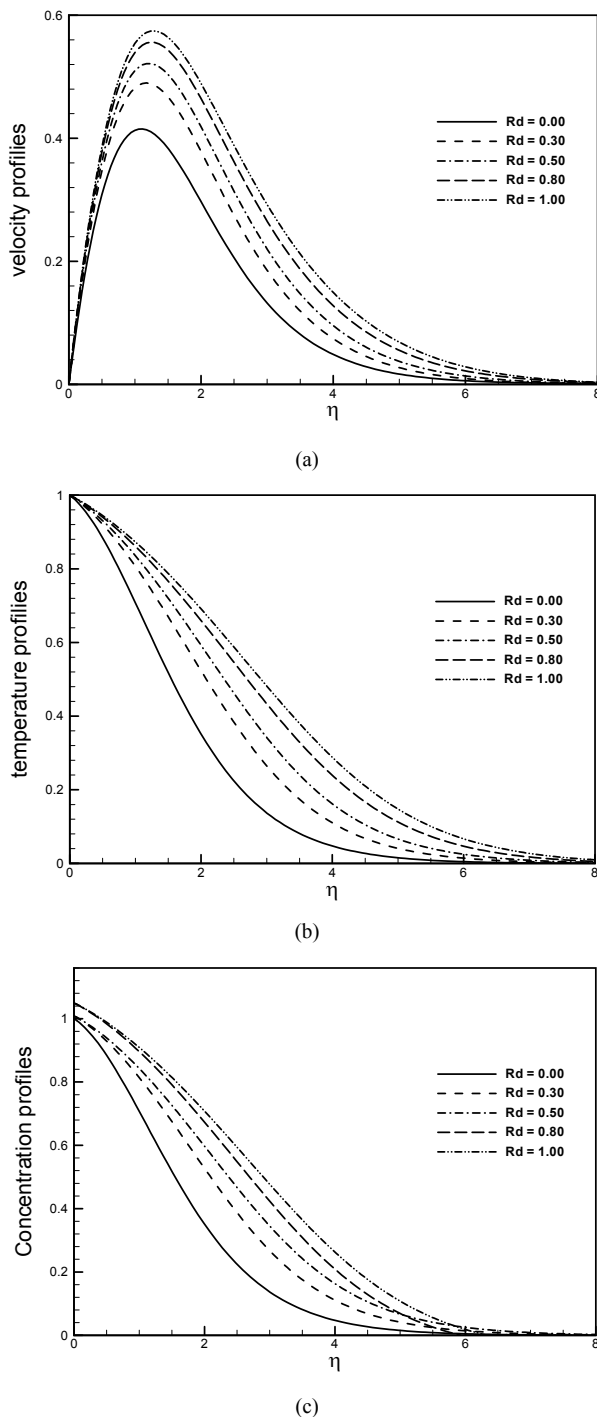 0.6
0.4
0.2
0
velocity profilies
Rd = 0.00
Rd = 0.30
Rd = 0.50
Rd = 0.80
Rd = 1.00
0 2 4 6 8
η
(a)
1
0.8
0.6
0.4
0.2
0
temperature profilies
Rd = 0.00
Rd = 0.30
Rd = 0.50
Rd = 0.80
Rd = 1.00
0 2 4 6 8
η
(b)
1
0.8
0.6
0.4
0.2
0
Concentration profiles
Rd = 0.00
Rd = 0.30
Rd = 0.50
Rd = 0.80
Rd = 1.00
0 2 4 6 8
η
(c)